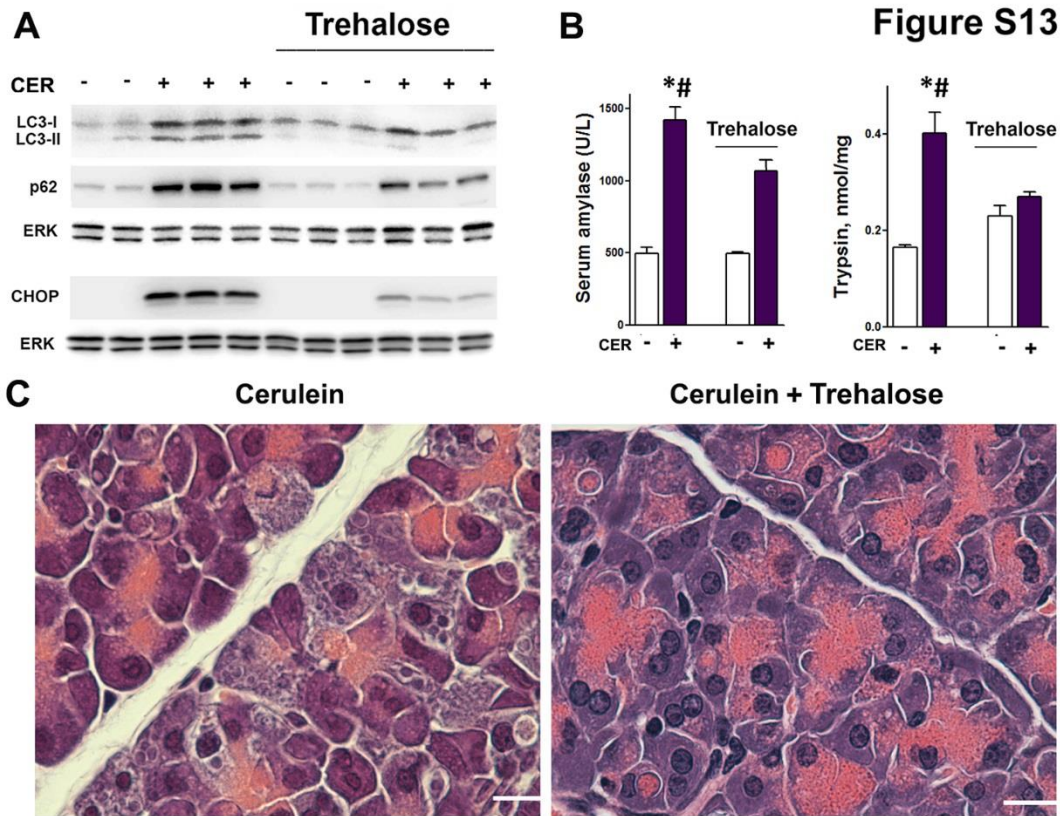 Figure S13
A
Trehalose
CER - - + + + - - - + + +
LC3-I
LC3-II
p62
ERK
CHOP
ERK
B
Serum amylase (U/L)
1500
1000
500
0
*#
Trehalose
CER - + - +
Trypsin, nmol/mg
0.4
0.2
0.0
*#
Trehalose
CER - + - +
C
Cerulein
Cerulein + Trehalose